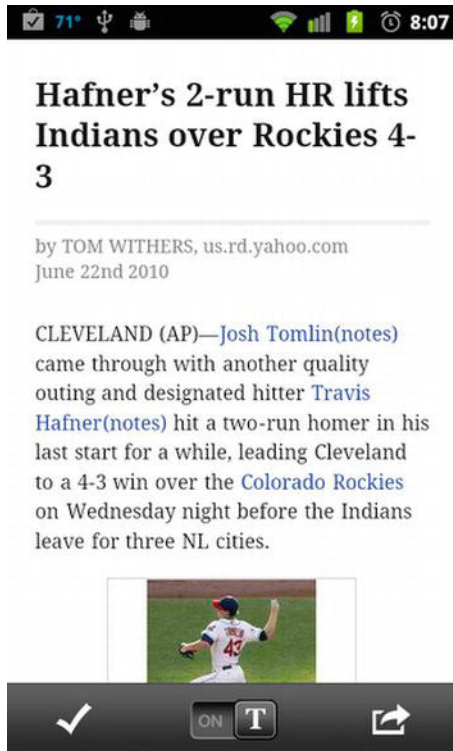 71° 8:07
Hafner’s 2-run HR lifts
Indians over Rockies 4-
3
by TOM WITHERS, us.rd.yahoo.com
June 22nd 2010
CLEVELAND (AP)—Josh Tomlin(notes)
came through with another quality
outing and designated hitter Travis
Hafner(notes) hit a two-run homer in his
last start for a while, leading Cleveland
to a 4-3 win over the Colorado Rockies
on Wednesday night before the Indians
leave for three NL cities.
TOMLIN
43
ON T